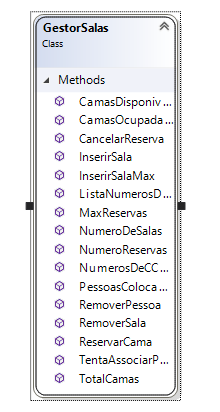 GestorSalas
Class
Methods
CamasDisponiv...
CamasOcupada...
CancelarReserva
InserirSala
InserirSalaMax
ListaNumerosD...
MaxReservas
NumeroDeSalas
NumeroReservas
NumerosDeCC...
PessoasColoca...
RemoverPessoa
RemoverSala
ReservarCama
TentaAssociarP...
TotalCamas